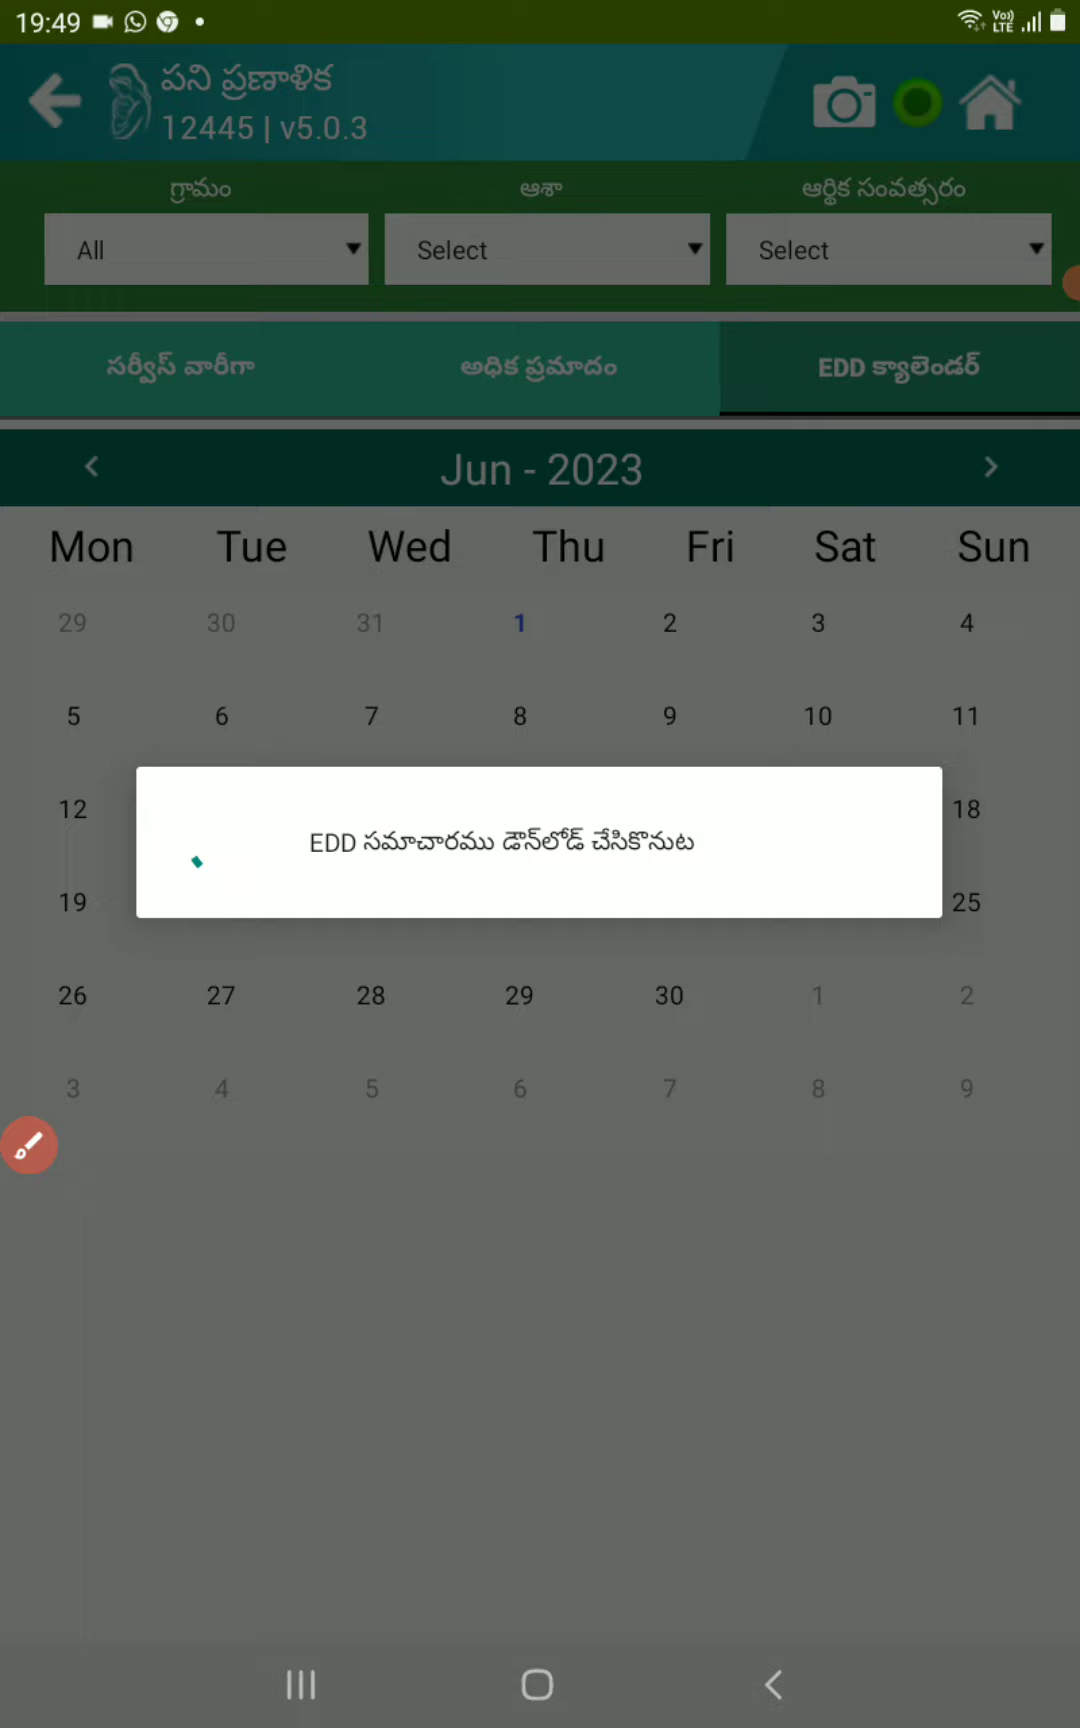 19:49
Vo)) LTE
పని ప్రణాళిక
12445 | v5.0.3
గ్రామం ఆశా ఆర్థిక సంవత్సరం
All Select Select
సర్వీస్ వారీగా అధిక ప్రమాదం EDD క్యాలెండర్
Jun - 2023
Mon Tue Wed Thu Fri Sat Sun
29 30 31 1 2 3 4
5 6 7 8 9 10 11
12 18
EDD సమాచారము డౌన్‌లోడ్ చేసికొనుట
19 25
26 27 28 29 30 1 2
3 4 5 6 7 8 9